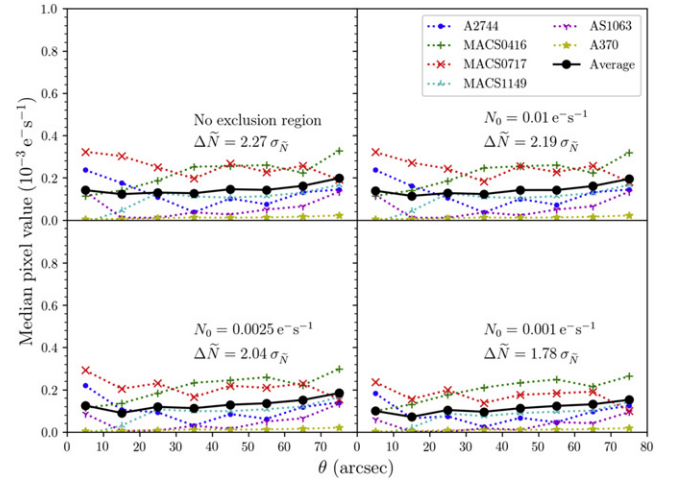 1.0
0.8
0.6
0.4
0.2
0.0
A2744
MACS0416
MACS0717
MACS1149
AS1063
A370
Average
No exclusion region
ΔÑ = 2.27 σ_Ñ
N₀ = 0.01 e⁻s⁻¹
ΔÑ = 2.19 σ_Ñ
Median pixel value (10⁻³ e⁻s⁻¹)
0.8
0.6
0.4
0.2
0.0
N₀ = 0.0025 e⁻s⁻¹
ΔÑ = 2.04 σ_Ñ
N₀ = 0.001 e⁻s⁻¹
ΔÑ = 1.78 σ_Ñ
0 10 20 30 40 50 60 70 0 10 20 30 40 50 60 70 80
θ (arcsec)